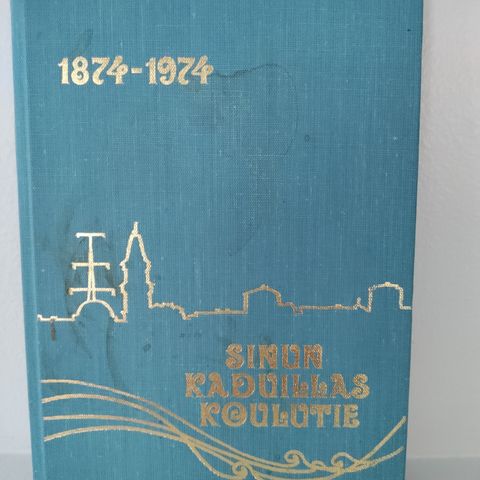 1874-1974
SINUN
KADUILLAS
KOULUTIE